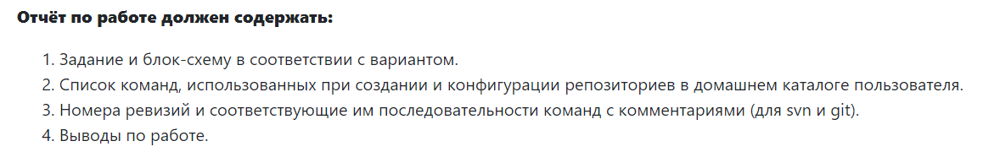 Отчёт по работе должен содержать:
1. Задание и блок-схему в соответствии с вариантом.
2. Список команд, использованных при создании и конфигурации репозиториев в домашнем каталоге пользователя.
3. Номера ревизий и соответствующие им последовательности команд с комментариями (для svn и git).
4. Выводы по работе.